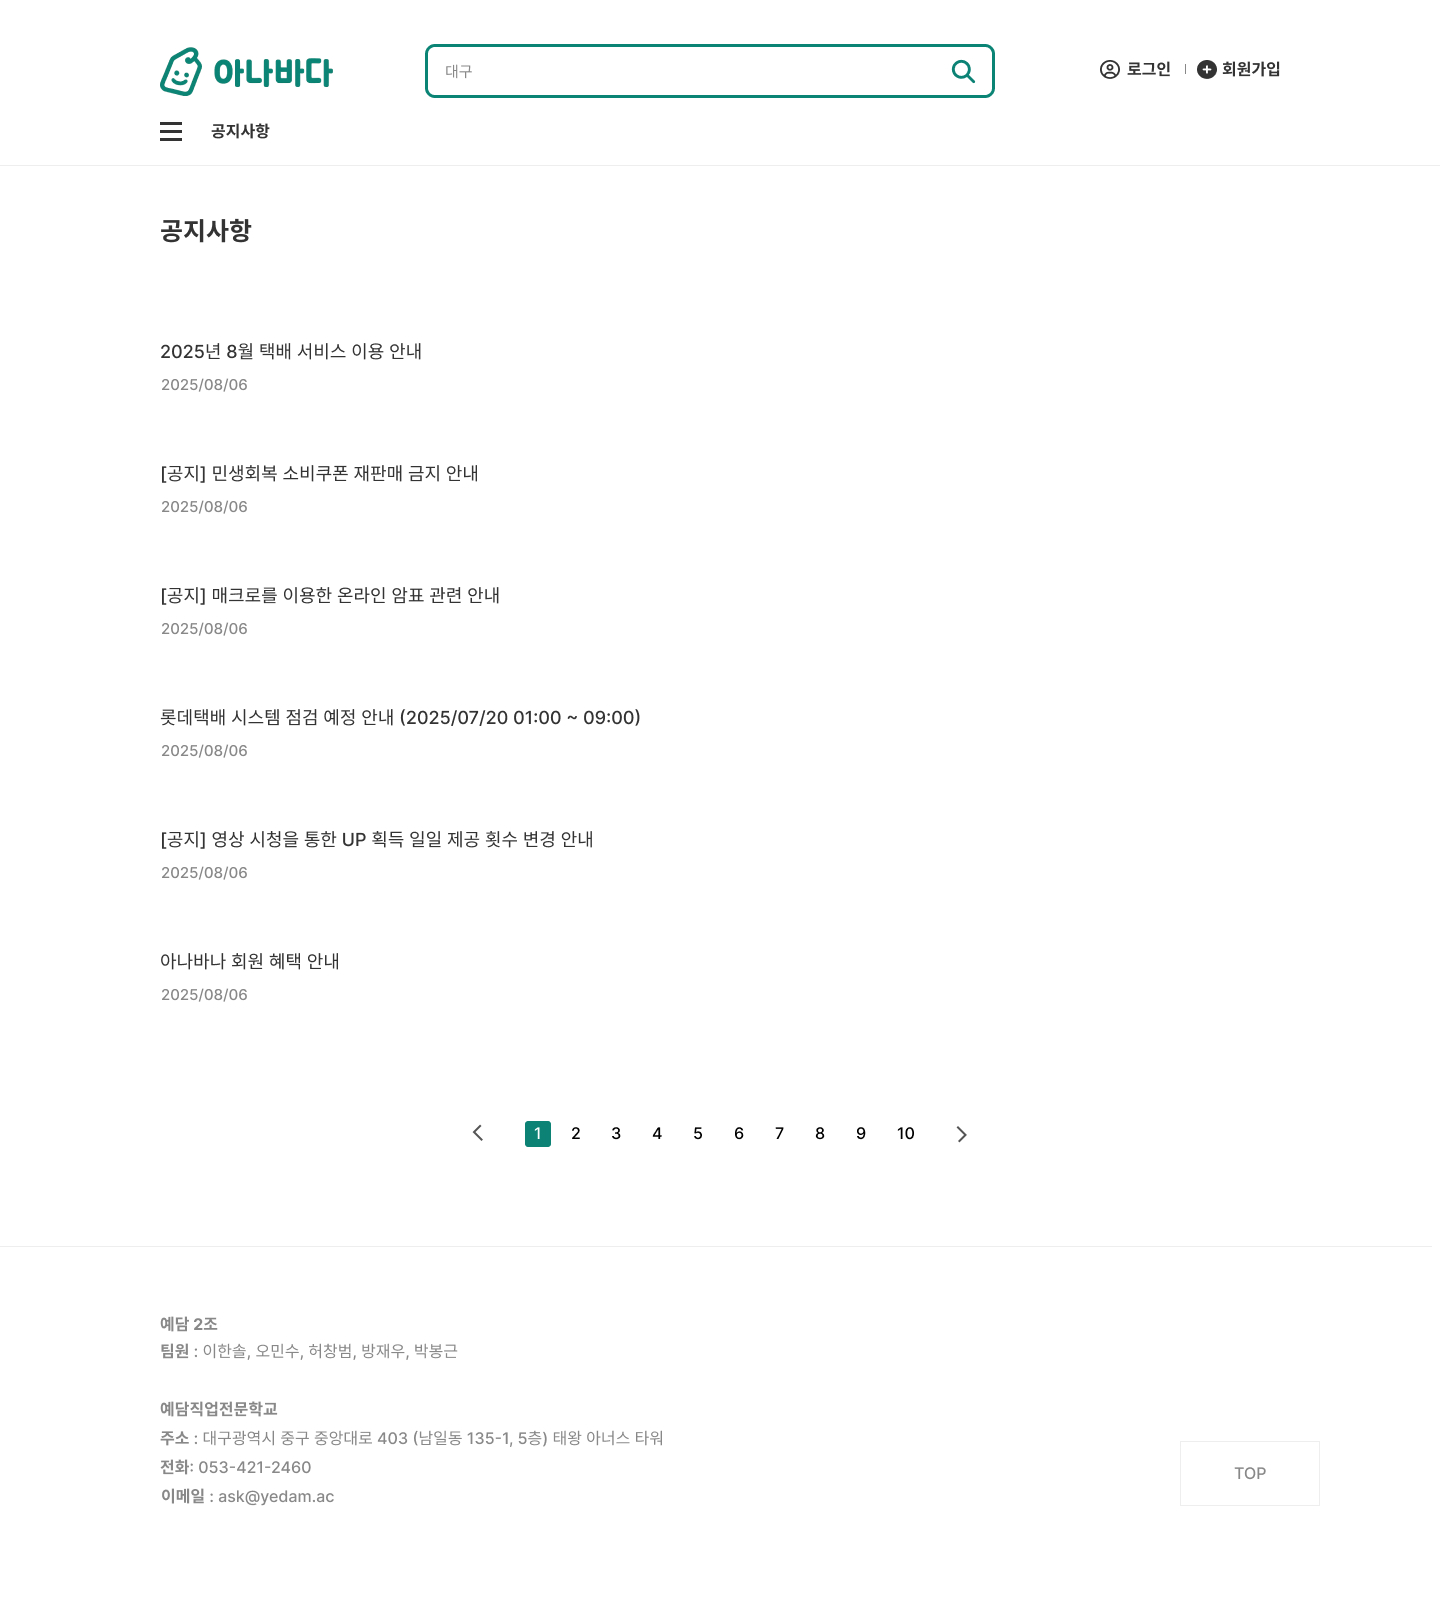 아나바다
대구
로그인
회원가입
공지사항
공지사항
2025년 8월 택배 서비스 이용 안내
2025/08/06
[공지] 민생회복 소비쿠폰 재판매 금지 안내
2025/08/06
[공지] 매크로를 이용한 온라인 암표 관련 안내
2025/08/06
롯데택배 시스템 점검 예정 안내 (2025/07/20 01:00 ~ 09:00)
2025/08/06
[공지] 영상 시청을 통한 UP 획득 일일 제공 횟수 변경 안내
2025/08/06
아나바나 회원 혜택 안내
2025/08/06
1 2 3 4 5 6 7 8 9 10
예담 2조
팀원 : 이한솔, 오민수, 허창범, 방재우, 박봉근
예담직업전문학교
주소 : 대구광역시 중구 중앙대로 403 (남일동 135-1, 5층) 태왕 아너스 타워
전화: 053-421-2460
이메일 : ask@yedam.ac
TOP